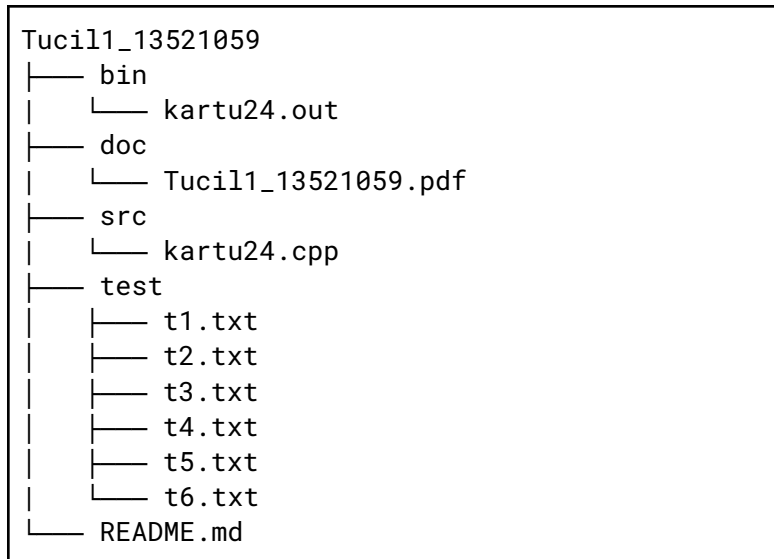 Tucil1_13521059
├── bin
│   └── kartu24.out
├── doc
│   └── Tucil1_13521059.pdf
├── src
│   └── kartu24.cpp
├── test
│   ├── t1.txt
│   ├── t2.txt
│   ├── t3.txt
│   ├── t4.txt
│   ├── t5.txt
│   └── t6.txt
└── README.md